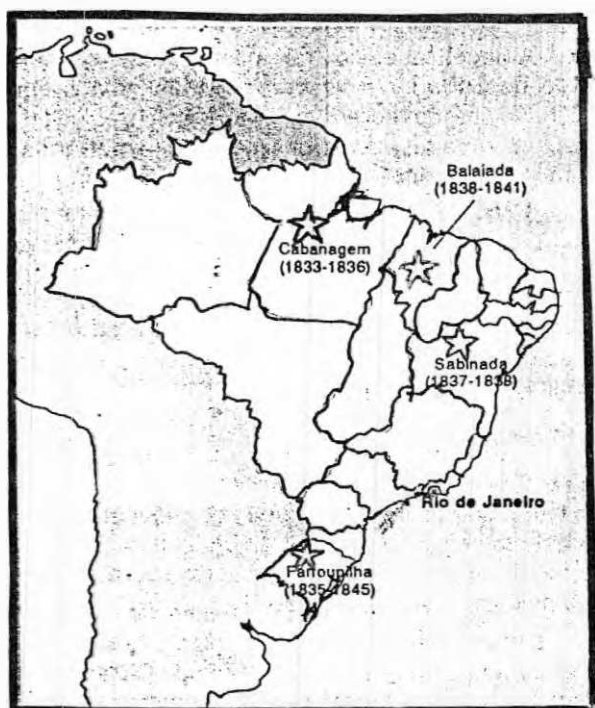 Balaiada
(1838-1841)
Cabanagem
(1833-1836)
Sabinada
(1837-1838)
Rio de Janeiro
Farroupilha
(1835-1845)